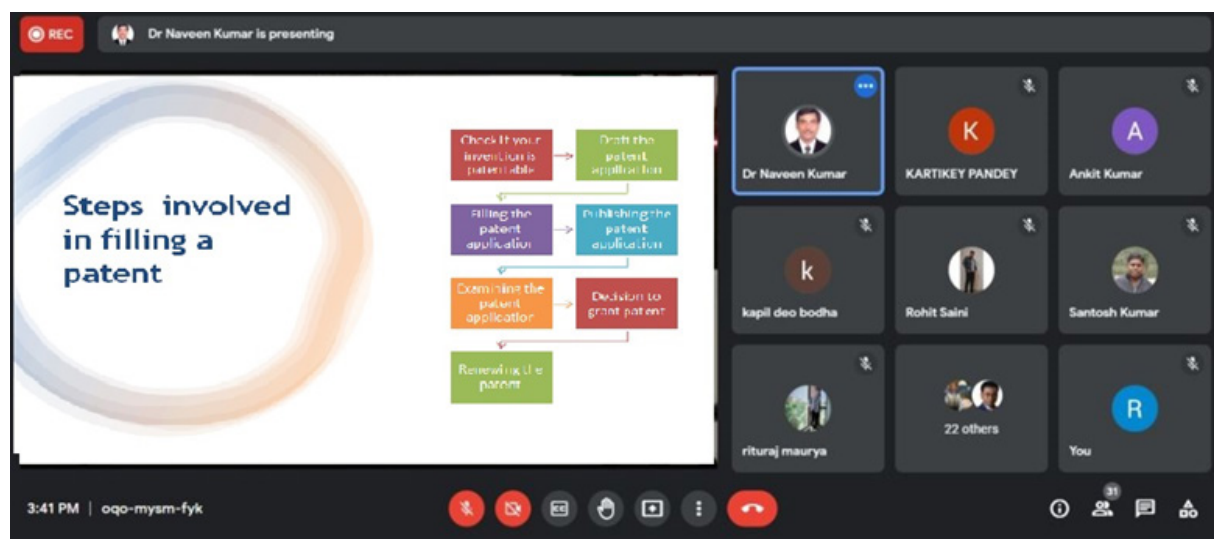 REC
Dr Naveen Kumar is presenting
Steps involved
in filling a
patent
Check if your
invention is
patentable
Draft the
patent
application
Filling the
patent
application
Publishing the
patent
application
Examining the
patent
application
Decision to
grant patent
Renewing the
patent
Dr Naveen Kumar
KARTIKEY PANDEY
Ankit Kumar
kapil deo bodha
Rohit Saini
Santosh Kumar
rituraj maurya
22 others
You
K
A
k
R
3:41 PM | oqo-mysm-fyk
CC
31